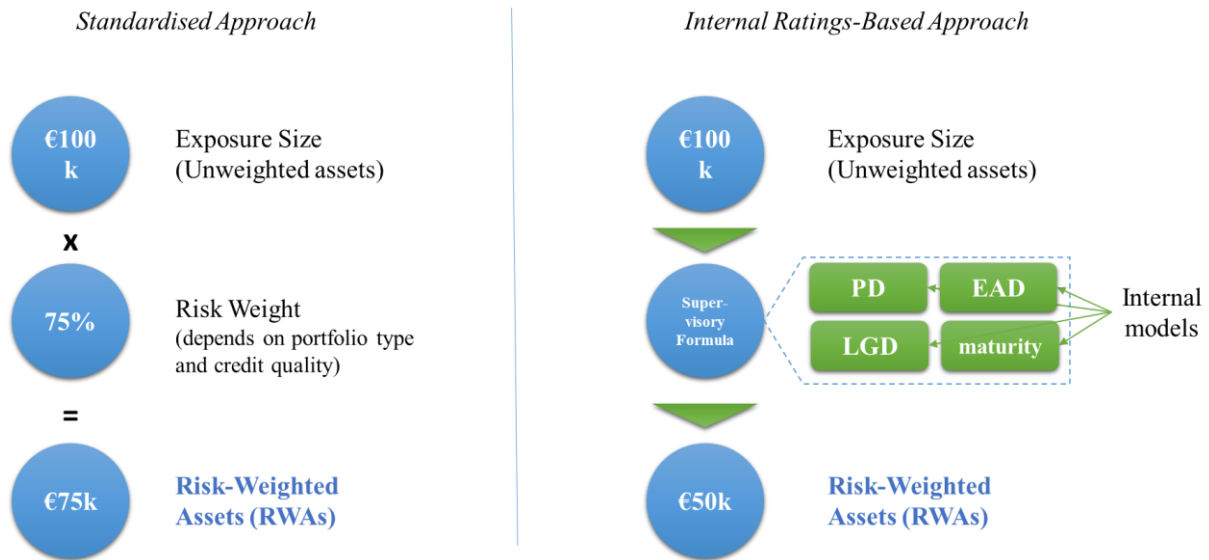 Standardised Approach
€100
k
Exposure Size
(Unweighted assets)
x
75%
Risk Weight
(depends on portfolio type
and credit quality)
=
€75k
Risk-Weighted
Assets (RWAs)
Internal Ratings-Based Approach
€100
k
Exposure Size
(Unweighted assets)
Super-
visory
Formula
PD
EAD
LGD
maturity
Internal
models
€50k
Risk-Weighted
Assets (RWAs)